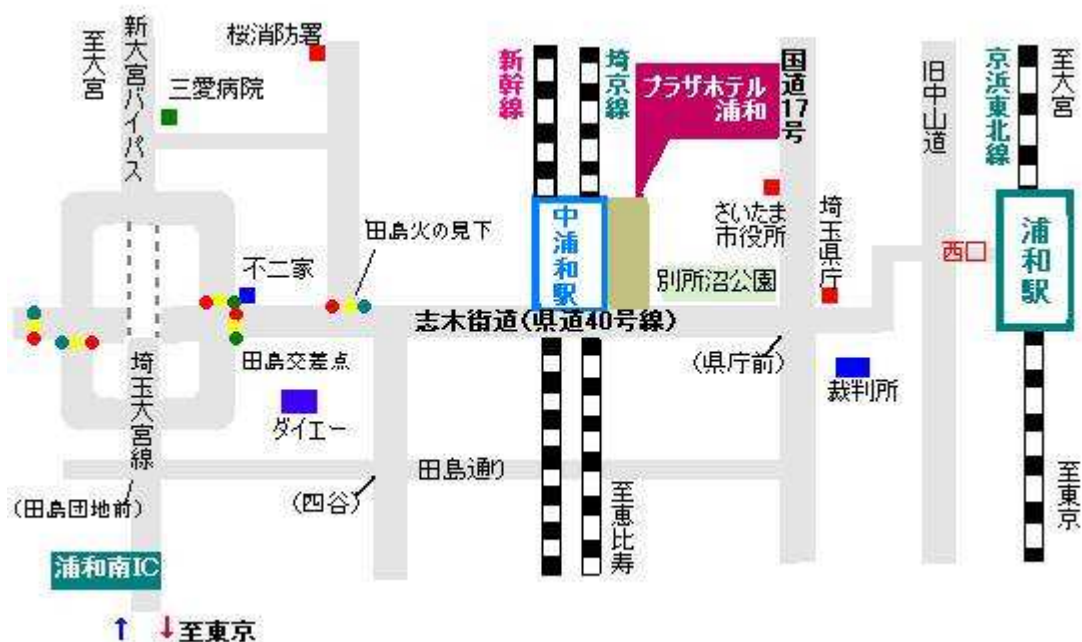 至大宮
新大宮バイパス
桜消防署
三愛病院
新幹線
埼京線
プラザホテル
浦和
国道17号
旧中山道
京浜東北線
至大宮
田島火の見下
不二家
中浦和駅
さいたま
市役所
埼玉県庁
別所沼公園
西口
浦和駅
志木街道(県道40号線)
田島交差点
(県庁前)
裁判所
ダイエー
埼玉大宮線
田島通り
(四谷)
(田島団地前)
至恵比寿
至東京
浦和南IC
↑ ↓至東京